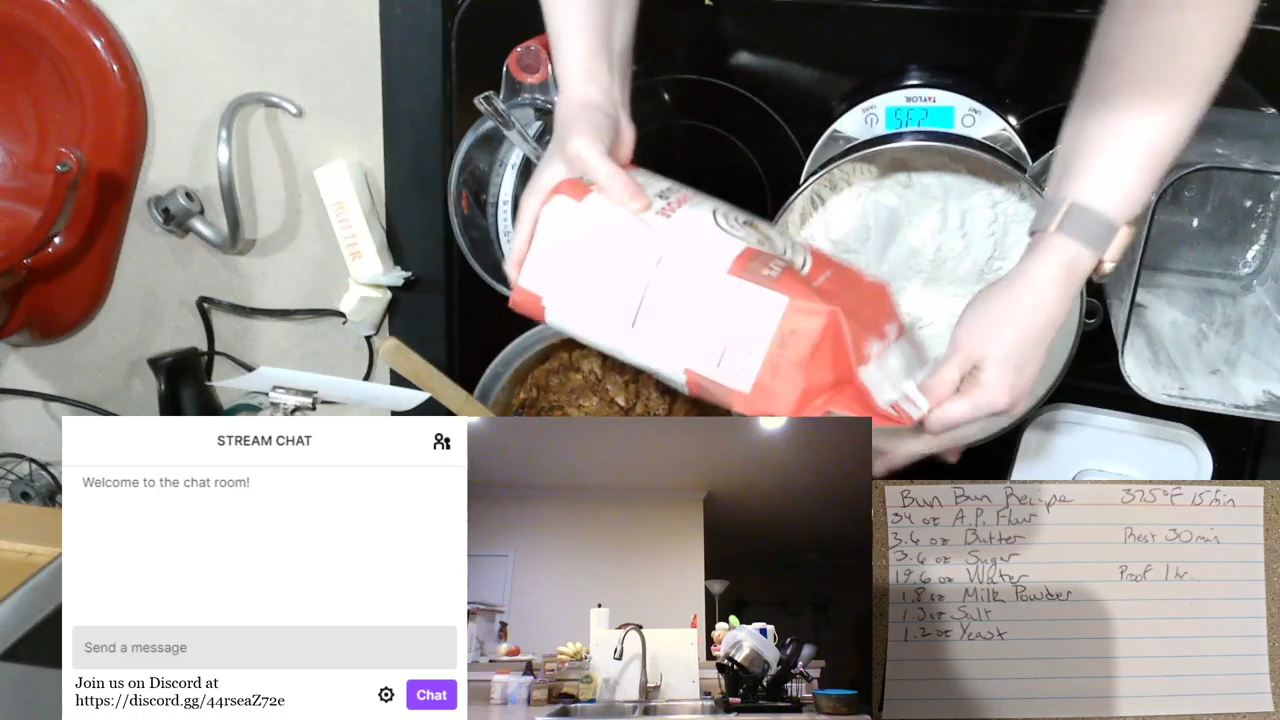 TAYLOR
UNIT
TARE
BUTTER
STREAM CHAT
Welcome to the chat room!
Send a message
Join us on Discord at
https://discord.gg/44rseaZ72e
Chat
Bun Bun Recipe 375°F 15 min
34 oz A.P. Flour
3.6 oz Butter Rest 30 min
3.6 oz Sugar
19.6 oz Water Proof 1 hr.
1.8 oz Milk Powder
1.3 oz Salt
1.2 oz Yeast